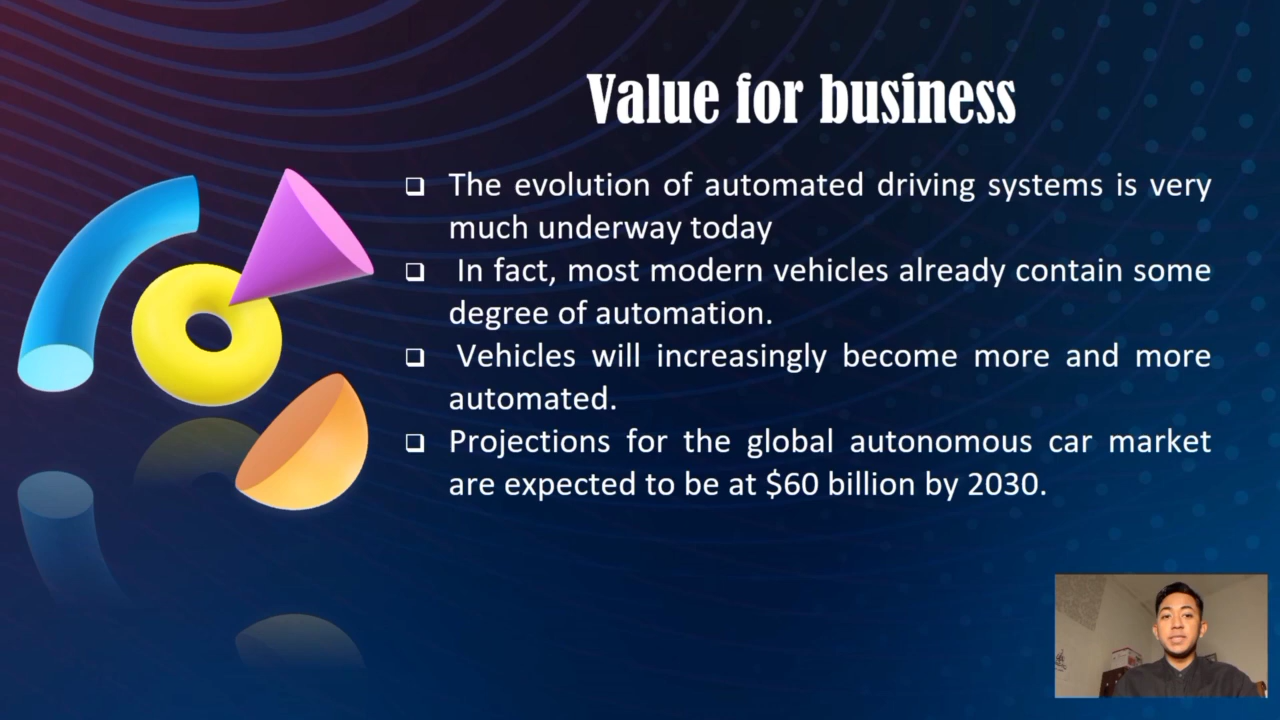 Value for business
❑ The evolution of automated driving systems is very
much underway today
❑ In fact, most modern vehicles already contain some
degree of automation.
❑ Vehicles will increasingly become more and more
automated.
❑ Projections for the global autonomous car market
are expected to be at $60 billion by 2030.